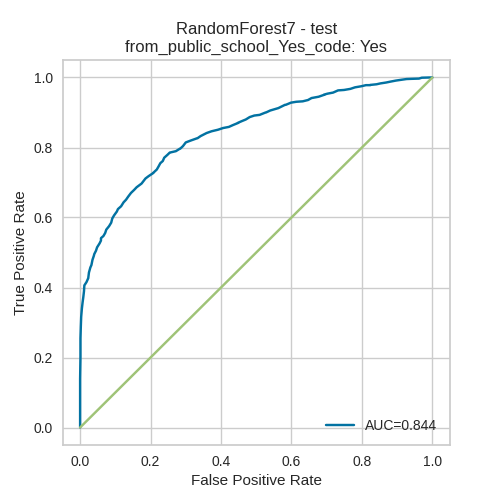 RandomForest7 - test
from_public_school_Yes_code: Yes
True Positive Rate
1.0
0.8
0.6
0.4
0.2
0.0
AUC=0.844
0.0 0.2 0.4 0.6 0.8 1.0
False Positive Rate